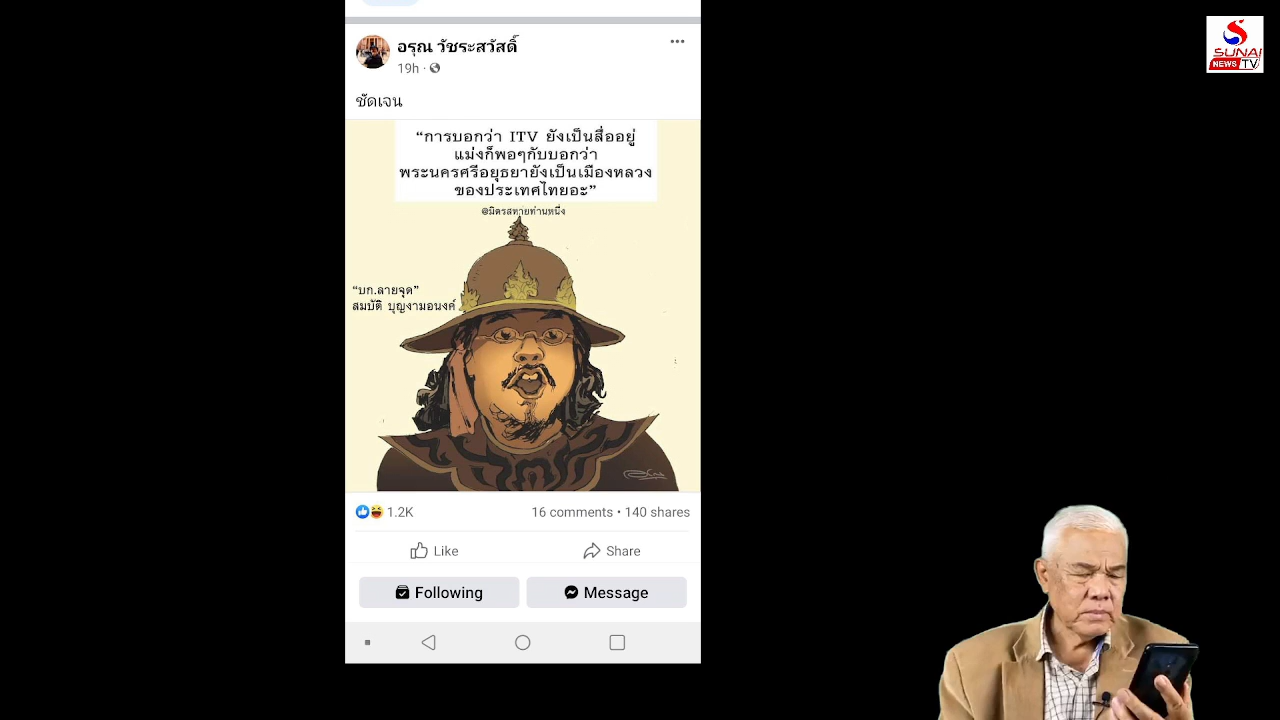 อรุณ วัชระสวัสดิ์
19h
ชัดเจน
“การบอกว่า ITV ยังเป็นสื่ออยู่
แม่งก็พอๆกับบอกว่า
พระนครศรีอยุธยายังเป็นเมืองหลวง
ของประเทศไทยอะ”
@มิตรสหายท่านหนึ่ง
“บก.ลายจุด”
สมบัติ บุญงามอนงค์
1.2K
16 comments • 140 shares
Like
Share
Following
Message
SUNAI
NEWS TV